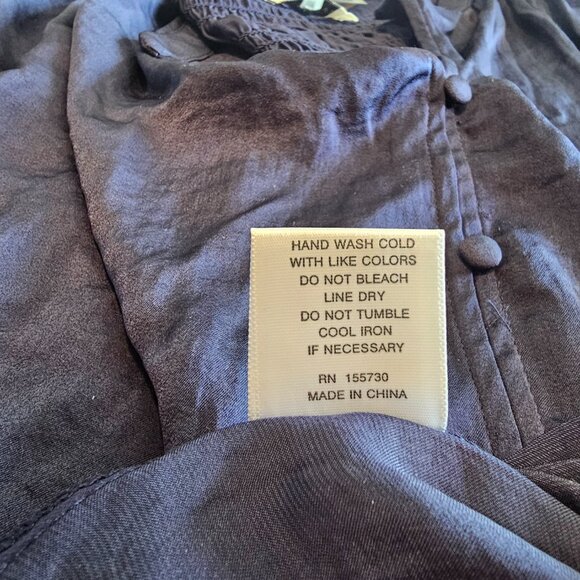 HAND WASH COLD
WITH LIKE COLORS
DO NOT BLEACH
LINE DRY
DO NOT TUMBLE
COOL IRON
IF NECESSARY
RN 155730
MADE IN CHINA